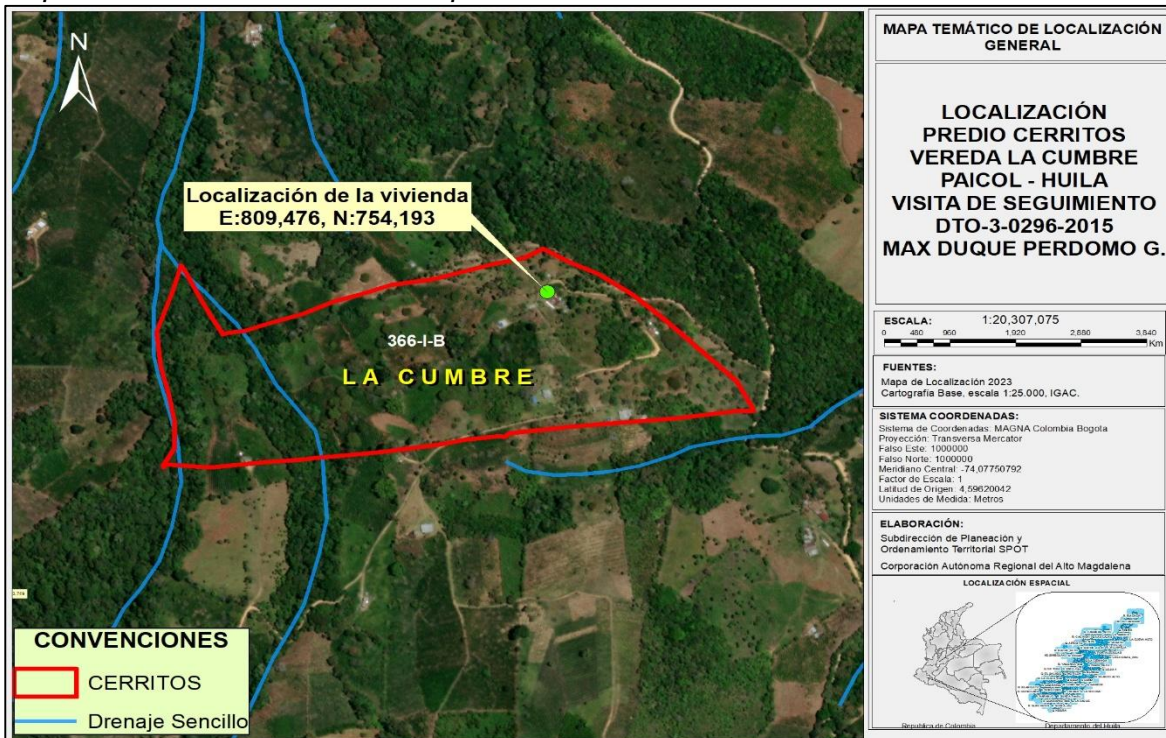 N
Localización de la vivienda
E:809,476, N:754,193
366-I-B
LA CUMBRE
CONVENCIONES
CERRITOS
Drenaje Sencillo
MAPA TEMÁTICO DE LOCALIZACIÓN
GENERAL
LOCALIZACIÓN
PREDIO CERRITOS
VEREDA LA CUMBRE
PAICOL - HUILA
VISITA DE SEGUIMIENTO
DTO-3-0296-2015
MAX DUQUE PERDOMO G.
ESCALA: 1:20,307,075
0 480 960 1,920 2,880 3,840
Km
FUENTES:
Mapa de Localización 2023
Cartografía Base, escala 1:25.000, IGAC.
SISTEMA COORDENADAS:
Sistema de Coordenadas: MAGNA Colombia Bogota
Proyección: Transversa Mercator
Falso Este: 1000000
Falso Norte: 1000000
Meridiano Central: -74,07750792
Factor de Escala: 1
Latitud de Origen: 4,59620042
Unidades de Medida: Metros
ELABORACIÓN:
Subdirección de Planeación y
Ordenamiento Territorial SPOT
Corporación Autónoma Regional del Alto Magdalena
LOCALIZACIÓN ESPACIAL
Republica de Colombia
Departamento del Huila